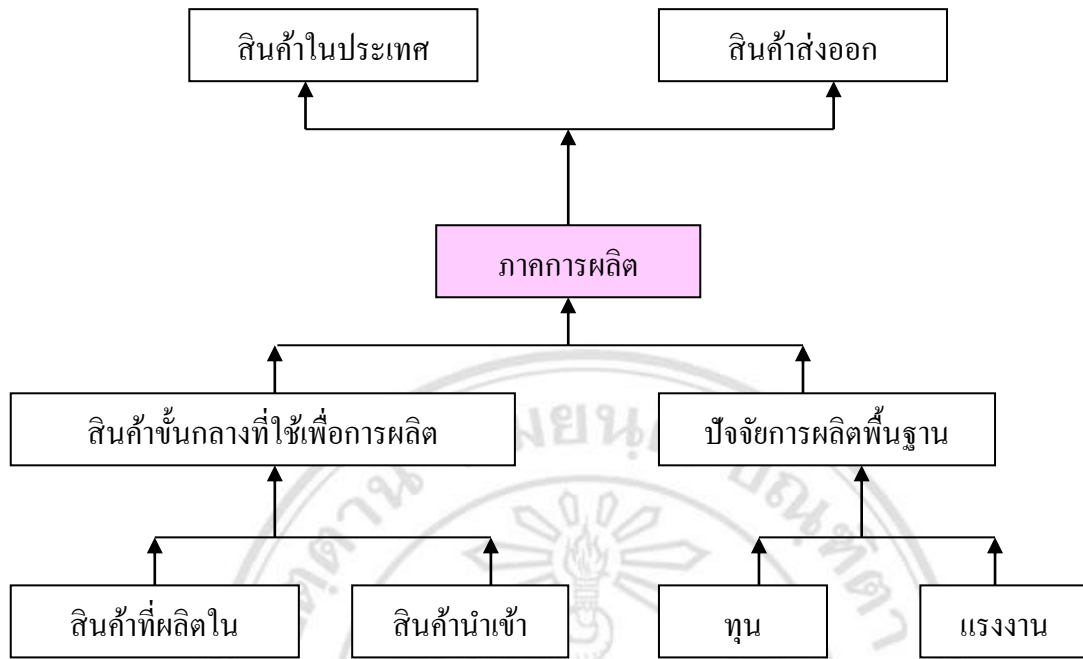 สินค้าในประเทศ
สินค้าส่งออก
ภาคการผลิต
สินค้าขั้นกลางที่ใช้เพื่อการผลิต
ปัจจัยการผลิตพื้นฐาน
สินค้าที่ผลิตใน
สินค้านำเข้า
ทุน
แรงงาน